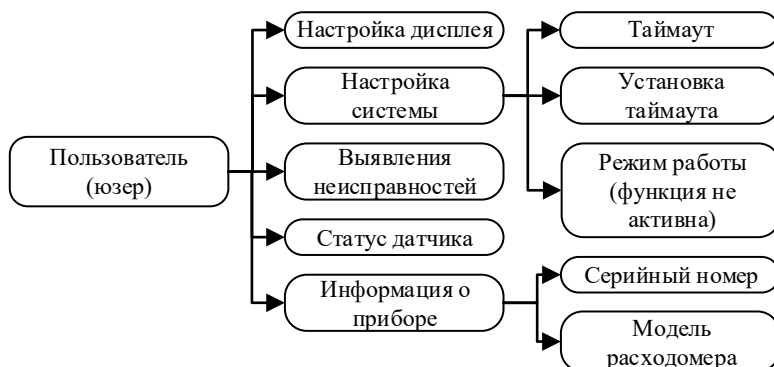 Пользователь
(юзер)
Настройка дисплея
Настройка
системы
Выявления
неисправностей
Статус датчика
Информация о
приборе
Таймаут
Установка
таймаута
Режим работы
(функция не
активна)
Серийный номер
Модель
расходомера